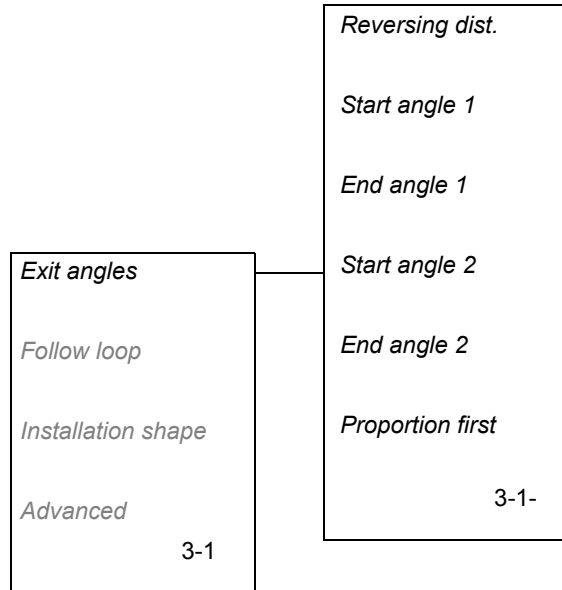 Exit angles
Follow loop
Installation shape
Advanced
3-1
Reversing dist.
Start angle 1
End angle 1
Start angle 2
End angle 2
Proportion first
3-1-